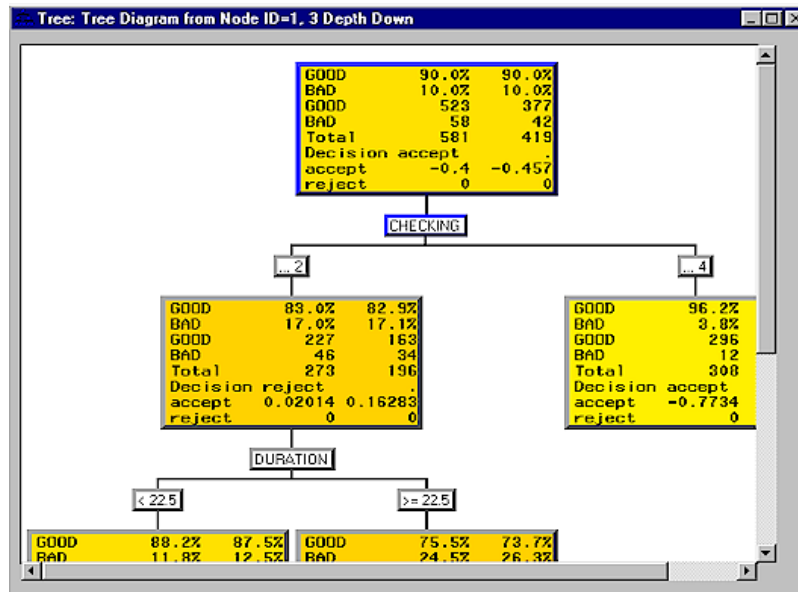 Tree: Tree Diagram from Node ID=1, 3 Depth Down
GOOD 90.0% 90.0%
BAD 10.0% 10.0%
GOOD 523 377
BAD 58 42
Total 581 419
Decision accept .
accept -0.4 -0.457
reject 0 0
CHECKING
... 2
... 4
GOOD 83.0% 82.9%
BAD 17.0% 17.1%
GOOD 227 163
BAD 46 34
Total 273 196
Decision reject .
accept 0.02014 0.16283
reject 0 0
GOOD 96.2%
BAD 3.8%
GOOD 296
BAD 12
Total 308
Decision accept
accept -0.7734
reject 0
DURATION
< 22.5
>= 22.5
GOOD 88.2% 87.5%
BAD 11.8% 12.5%
GOOD 75.5% 73.7%
BAD 24.5% 26.3%